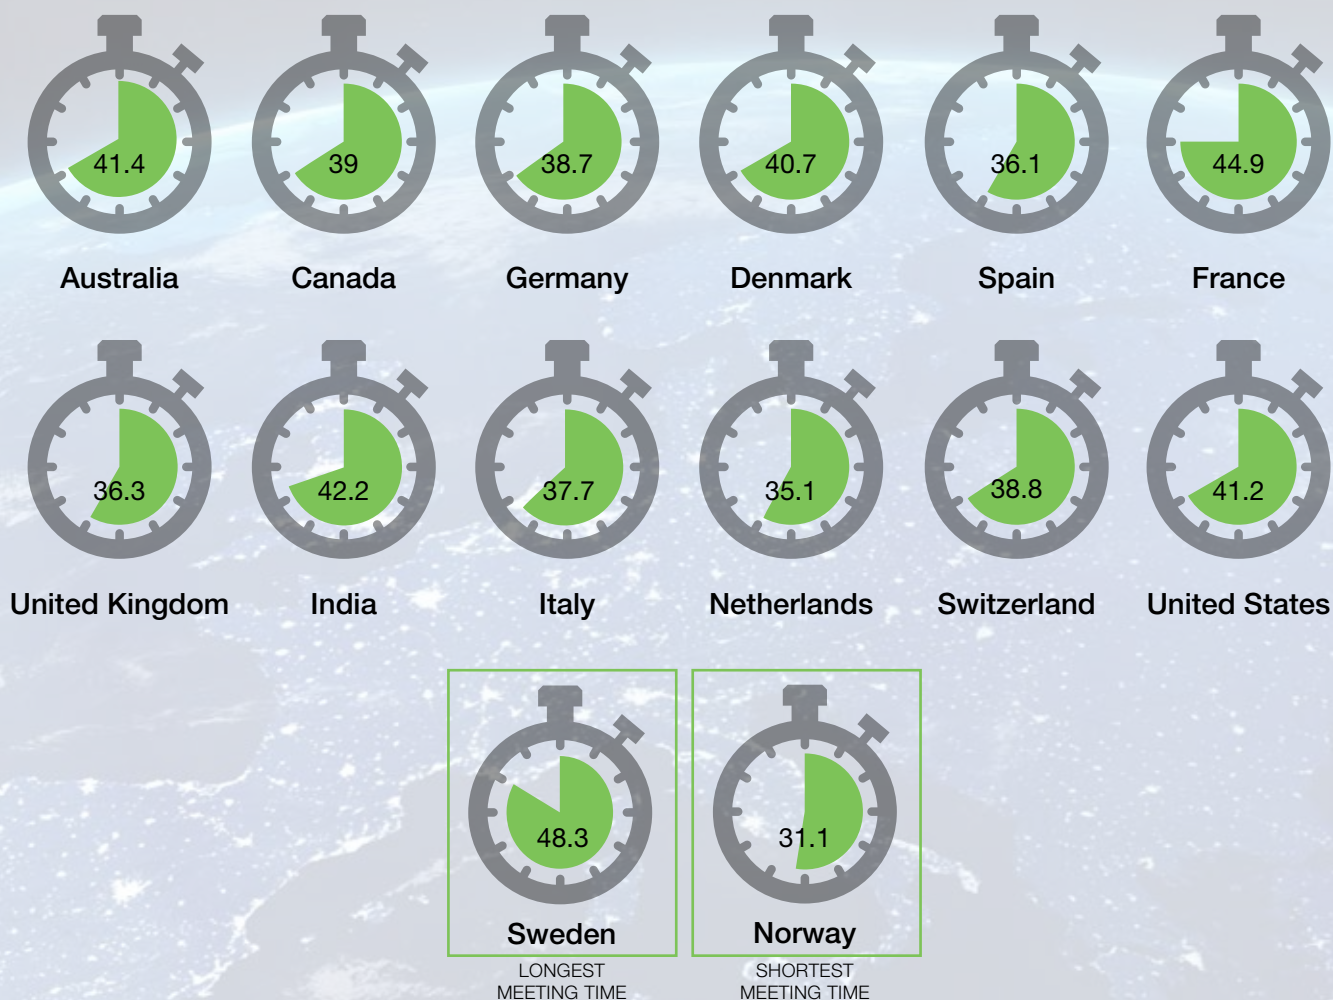 41.4
39
38.7
40.7
36.1
44.9
Australia
Canada
Germany
Denmark
Spain
France
36.3
42.2
37.7
35.1
38.8
41.2
United Kingdom
India
Italy
Netherlands
Switzerland
United States
48.3
31.1
Sweden
Norway
LONGEST
MEETING TIME
SHORTEST
MEETING TIME